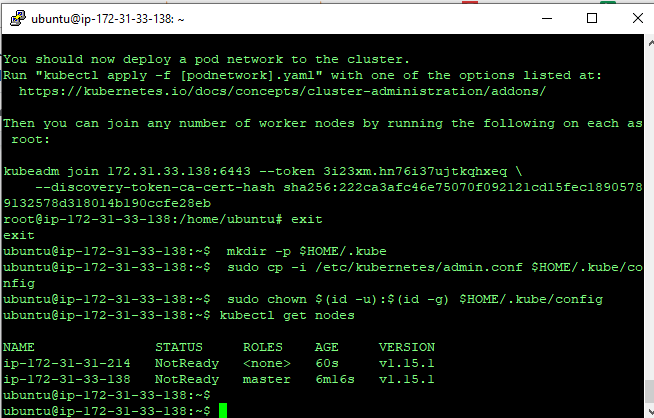 ubuntu@ip-172-31-33-138: ~
You should now deploy a pod network to the cluster.
Run "kubectl apply -f [podnetwork].yaml" with one of the options listed at:
  https://kubernetes.io/docs/concepts/cluster-administration/addons/
Then you can join any number of worker nodes by running the following on each as
 root:
kubeadm join 172.31.33.138:6443 --token 3i23xm.hn76i37ujtkqhxeq \
    --discovery-token-ca-cert-hash sha256:222ca3afc46e75070f092121cd15fec1890578
9132578d318014b190ccfe28eb
root@ip-172-31-33-138:/home/ubuntu# exit
exit
ubuntu@ip-172-31-33-138:~$  mkdir -p $HOME/.kube
ubuntu@ip-172-31-33-138:~$  sudo cp -i /etc/kubernetes/admin.conf $HOME/.kube/co
nfig
ubuntu@ip-172-31-33-138:~$  sudo chown $(id -u):$(id -g) $HOME/.kube/config
ubuntu@ip-172-31-33-138:~$ kubectl get nodes
NAME               STATUS     ROLES    AGE     VERSION
ip-172-31-31-214   NotReady   <none>   60s     v1.15.1
ip-172-31-33-138   NotReady   master   6m16s   v1.15.1
ubuntu@ip-172-31-33-138:~$
ubuntu@ip-172-31-33-138:~$